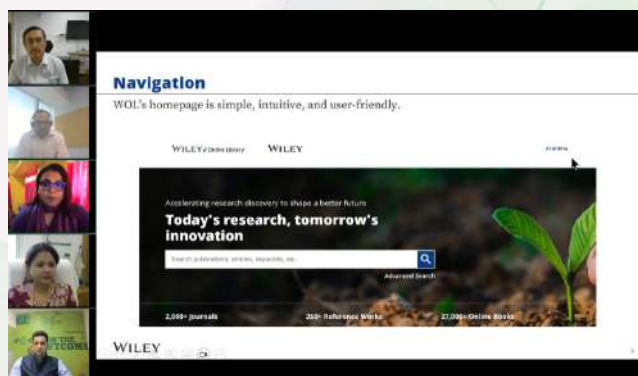 Navigation
WOL's homepage is simple, intuitive, and user-friendly.
WILEY Online Library WILEY
Accelerating research discovery to shape a better future
Today's research, tomorrow's
innovation
Search publications, articles, keywords, etc.
Advanced Search
2,000+ Journals 260+ Reference Works 27,000+ Online Books
WILEY
THE